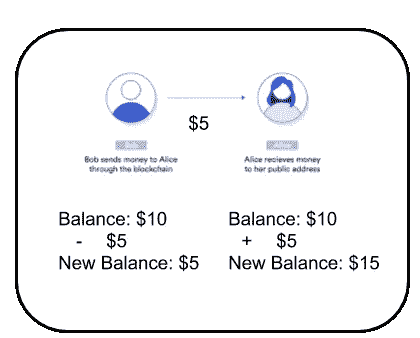 $5
Bob sends money to Alice
through the blockchain
Alice recieves money
to her public address
Balance: $10
- $5
New Balance: $5
Balance: $10
+ $5
New Balance: $15